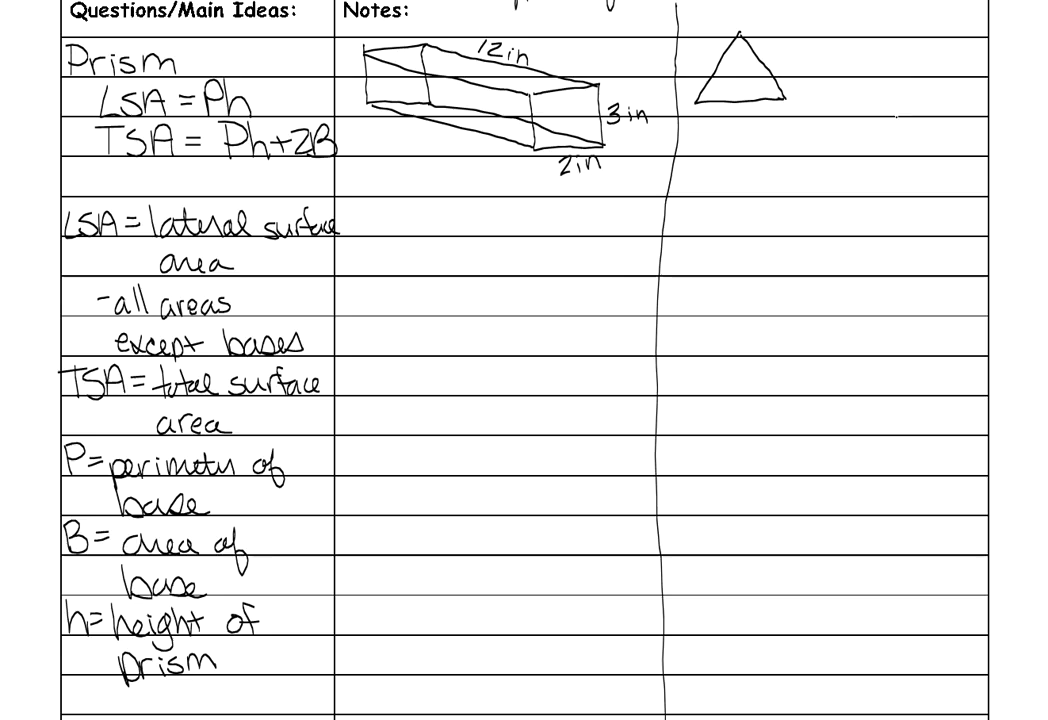 Questions/Main Ideas:
Notes:
Prism
LSA = Ph
TSA = Ph+2B
12in
3in
2in
LSA = lateral surface
area
-all areas
except bases
TSA = total surface
area
P= perimeter of
base
B= area of
base
h= height of
prism